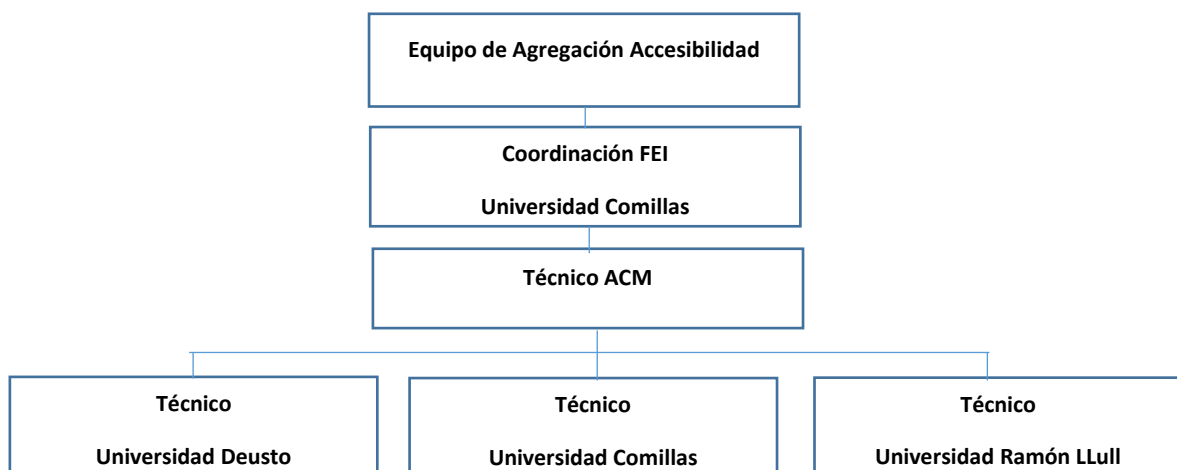 Equipo de Agregación Accesibilidad
Coordinación FEI
Universidad Comillas
Técnico ACM
Técnico
Universidad Deusto
Técnico
Universidad Comillas
Técnico
Universidad Ramón LLull